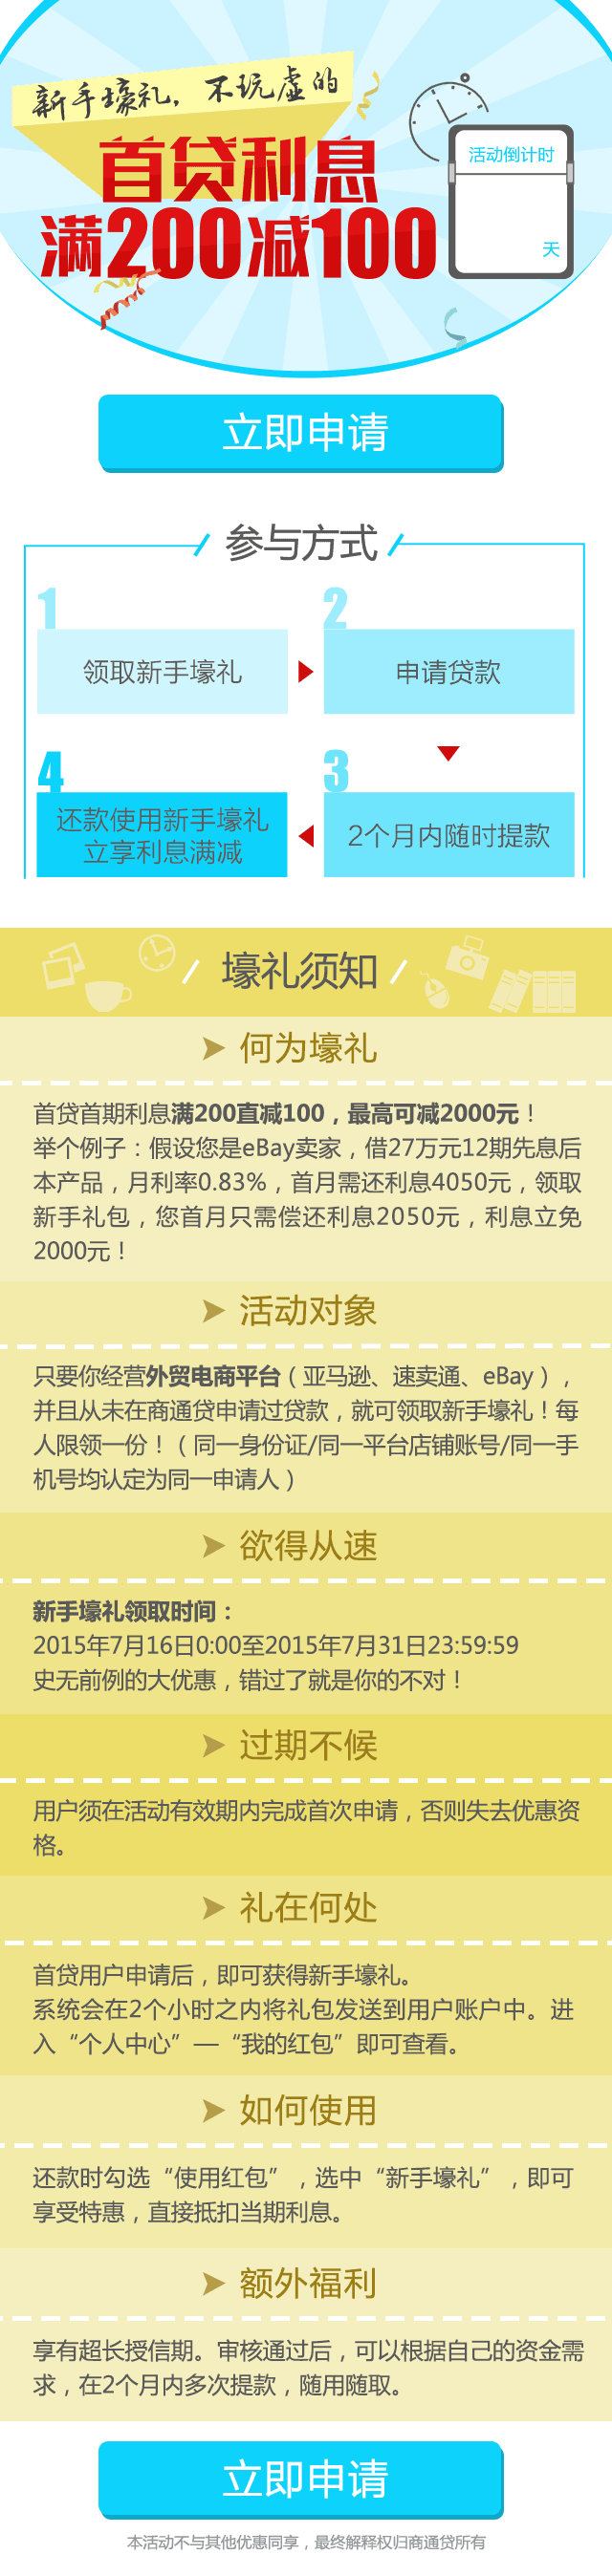 新手壕礼，不玩虚的
首贷利息
满200减100
活动倒计时
天
立即申请
参与方式
1
领取新手壕礼
2
申请贷款
3
2个月内随时提款
4
还款使用新手壕礼
立享利息满减
壕礼须知
何为壕礼
首贷首期利息满200直减100，最高可减2000元！
举个例子：假设您是eBay卖家，借27万元12期先息后
本产品，月利率0.83%，首月需还利息4050元，领取
新手礼包，您首月只需偿还利息2050元，利息立免
2000元！
活动对象
只要你经营外贸电商平台（亚马逊、速卖通、eBay），
并且从未在商通贷申请过贷款，就可领取新手壕礼！每
人限领一份！（同一身份证/同一平台店铺账号/同一手
机号均认定为同一申请人）
欲得从速
新手壕礼领取时间：
2015年7月16日0:00至2015年7月31日23:59:59
史无前例的大优惠，错过了就是你的不对！
过期不候
用户须在活动有效期内完成首次申请，否则失去优惠资
格。
礼在何处
首贷用户申请后，即可获得新手壕礼。
系统会在2个小时之内将礼包发送到用户账户中。进
入“个人中心”—“我的红包”即可查看。
如何使用
还款时勾选“使用红包”，选中“新手壕礼”，即可
享受特惠，直接抵扣当期利息。
额外福利
享有超长授信期。审核通过后，可以根据自己的资金需
求，在2个月内多次提款，随用随取。
立即申请
本活动不与其他优惠同享，最终解释权归商通贷所有